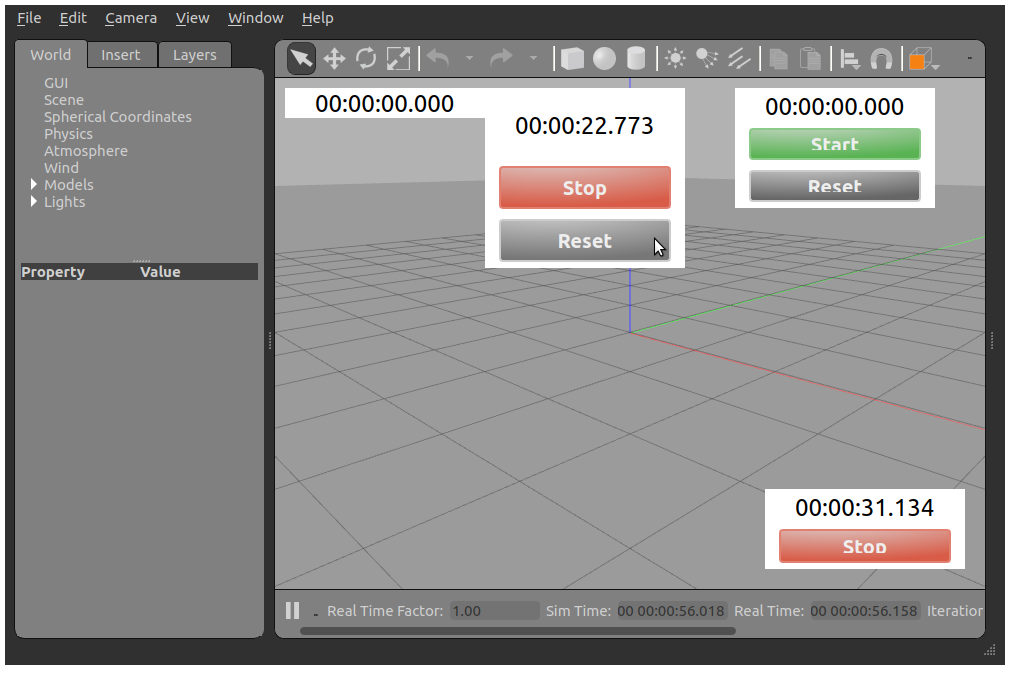 File Edit Camera View Window Help
World Insert Layers
GUI
Scene
Spherical Coordinates
Physics
Atmosphere
Wind
Models
Lights
Property Value
00:00:00.000
00:00:22.773
Stop
Reset
00:00:00.000
Start
Reset
00:00:31.134
Stop
Real Time Factor: 1.00 Sim Time: 00 00:00:56.018 Real Time: 00 00:00:56.158 Iteration